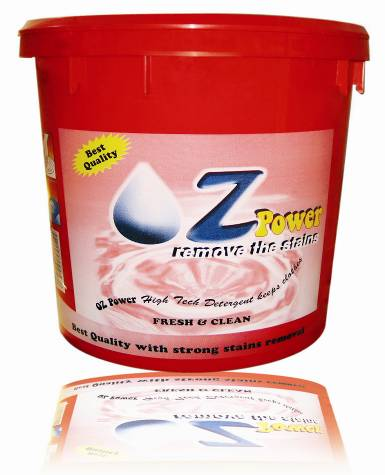 Best
Quality
OZ Power
remove the stains
OZ Power High Tech Detergent keeps clothes
FRESH & CLEAN
Best Quality with strong stains removal